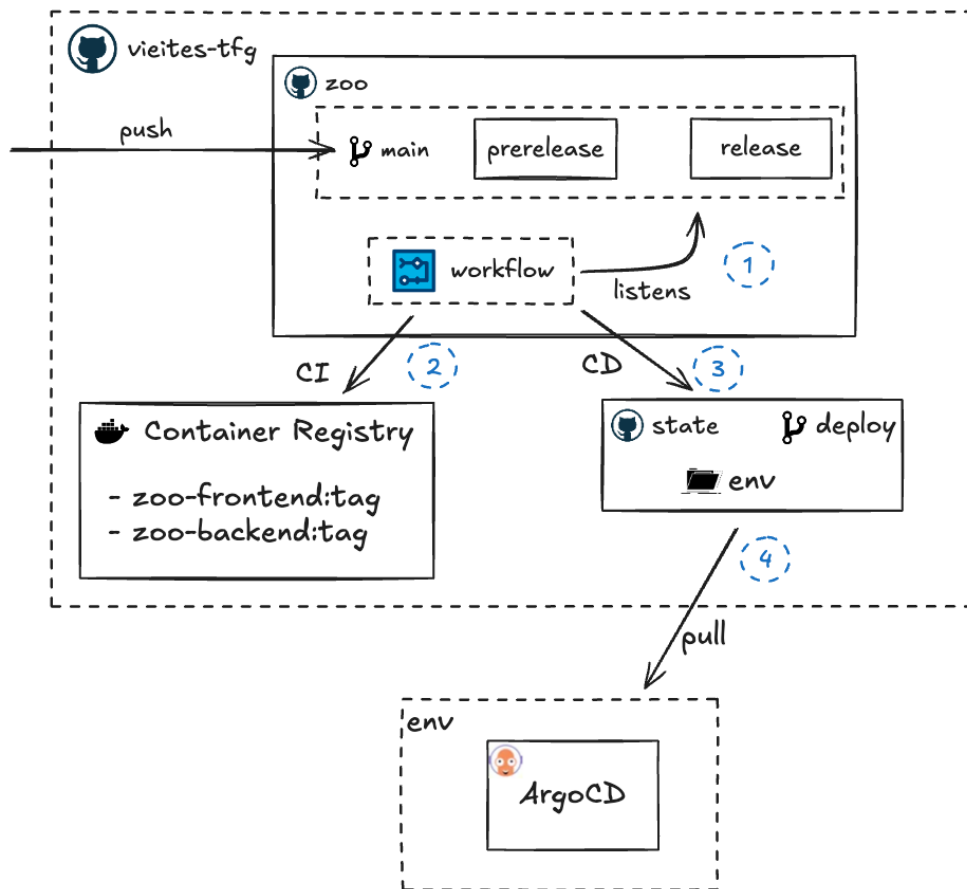 vieites-tfg
zoo
push
main
prerelease
release
workflow
listens
1
CI
2
CD
3
Container Registry
- zoo-frontend:tag
- zoo-backend:tag
state
deploy
env
4
pull
env
ArgoCD